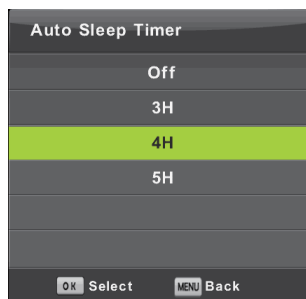 Auto Sleep Timer
Off
3H
4H
5H
OK Select MENU Back